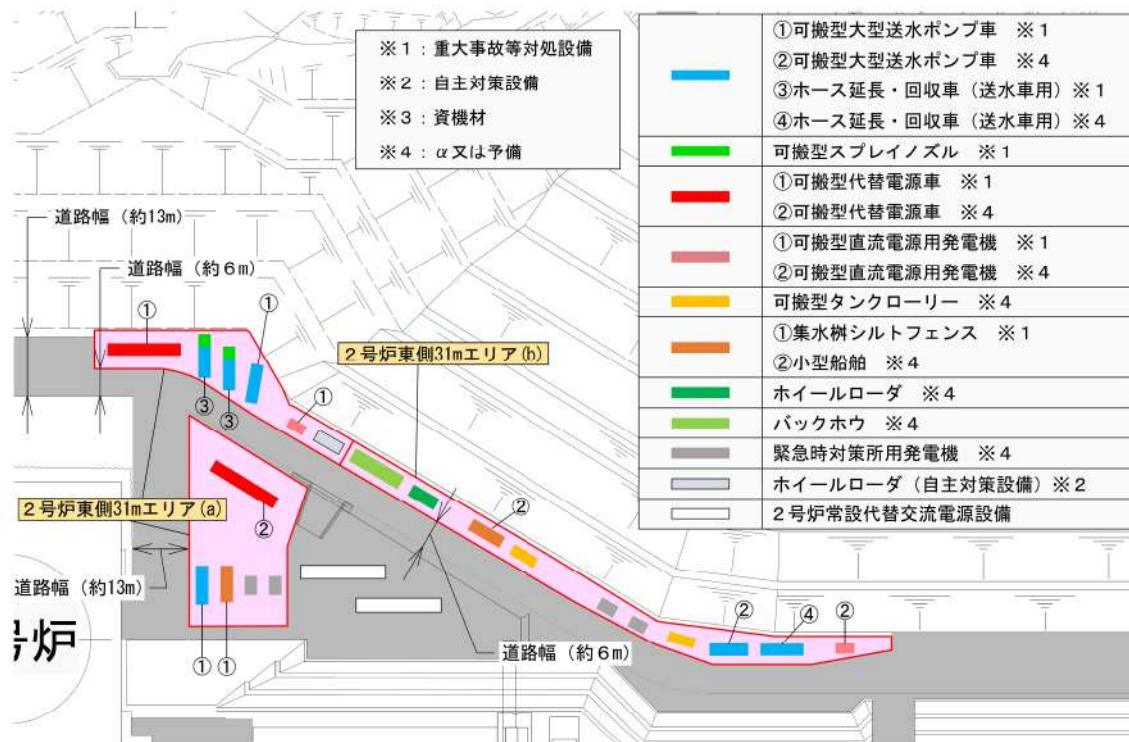 ※１：重大事故等対処設備
※２：自主対策設備
※３：資機材
※４：α又は予備
①可搬型大型送水ポンプ車　※１
②可搬型大型送水ポンプ車　※４
③ホース延長・回収車（送水車用）※１
④ホース延長・回収車（送水車用）※４
可搬型スプレイノズル　※１
①可搬型代替電源車　※１
②可搬型代替電源車　※４
①可搬型直流電源用発電機　※１
②可搬型直流電源用発電機　※４
可搬型タンクローリー　※４
①集水桝シルトフェンス　※１
②小型船舶　※４
ホイールローダ　※４
バックホウ　※４
緊急時対策所用発電機　※４
ホイールローダ（自主対策設備）※２
２号炉常設代替交流電源設備
道路幅（約13m）
道路幅（約６m）
①
①
③
③
２号炉東側31mエリア(b)
①
２号炉東側31mエリア(a)
②
②
道路幅（約13m）
①
①
道路幅（約６m）
②
④
②
号炉